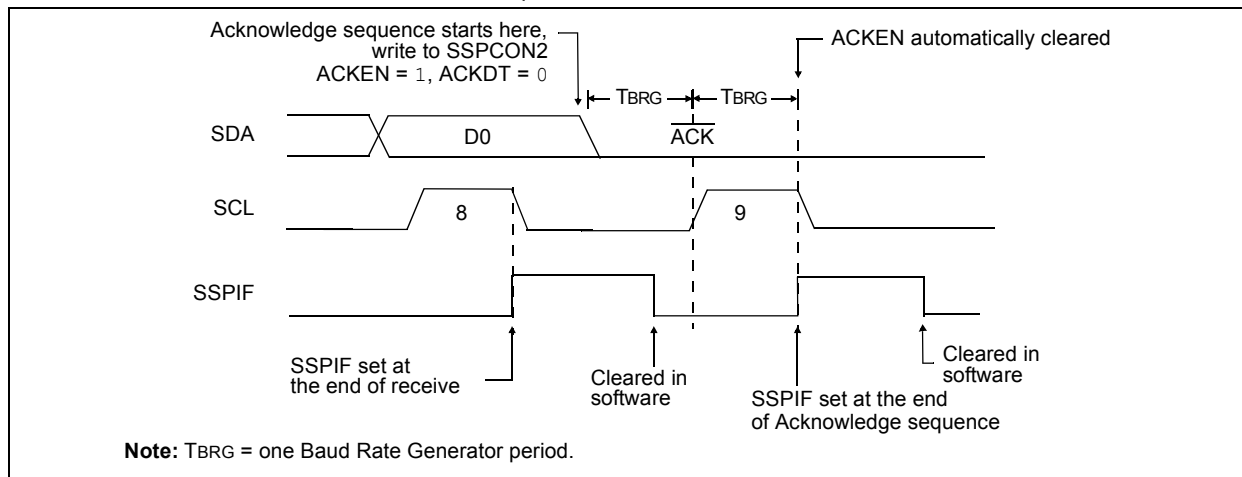 Acknowledge sequence starts here,
write to SSPCON2
ACKEN = 1, ACKDT = 0
ACKEN automatically cleared
TBRG
TBRG
SDA
D0
ACK
SCL
8
9
SSPIF
SSPIF set at
the end of receive
Cleared in
software
SSPIF set at the end
of Acknowledge sequence
Cleared in
software
Note: TBRG = one Baud Rate Generator period.